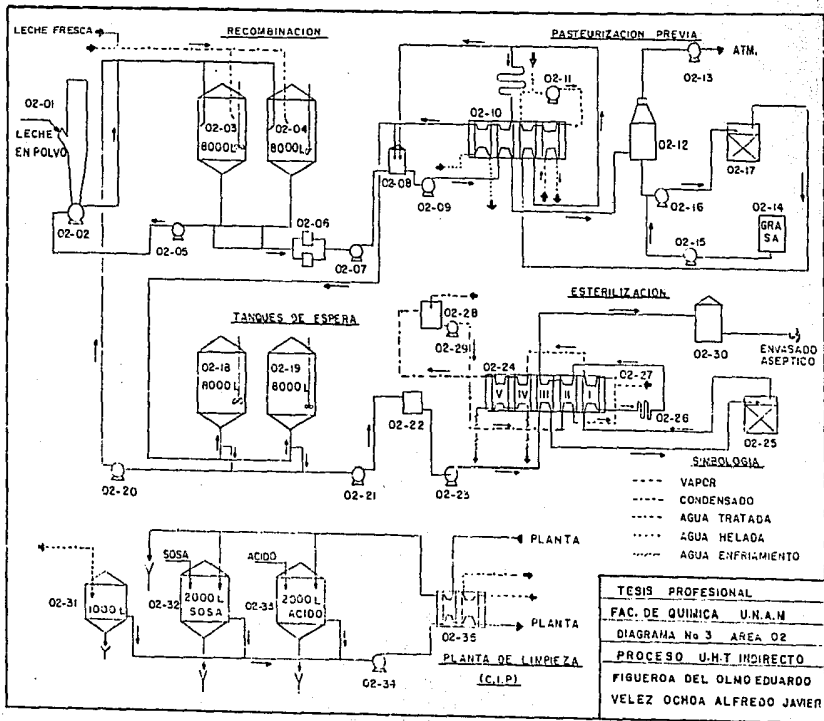 RECOMBINACION
PASTEURIZACION PREVIA
LECHE FRESCA
ATM.
02-13
02-01
LECHE
EN POLVO
02-03
8000L
02-04
8000L
02-11
02-10
02-12
02-17
02-08
02-09
02-16
02-14
GRA
SA
02-02
02-05
02-06
02-07
02-15
TANQUES DE ESPERA
ESTERILIZACION
02-28
02-29
02-30
ENVASADO
ASEPTICO
02-18
8000L
02-19
8000L
02-24
V IV III II I
02-27
02-26
02-22
02-25
02-20
02-21
02-23
SIMBOLOGIA
VAPOR
CONDENSADO
AGUA TRATADA
AGUA HELADA
AGUA ENFRIAMIENTO
PLANTA
SOSA
ACIDO
02-31
1000L
02-32
2000L
SOSA
02-33
2000L
ACIDO
02-35
PLANTA
02-34
PLANTA DE LIMPIEZA
(C.I.P)
TESIS PROFESIONAL
FAC. DE QUIMICA U.N.A.M
DIAGRAMA No 3 AREA 02
PROCESO U.H.T INDIRECTO
FIGUEROA DEL OLMO EDUARDO
VELEZ OCHOA ALFREDO JAVIER